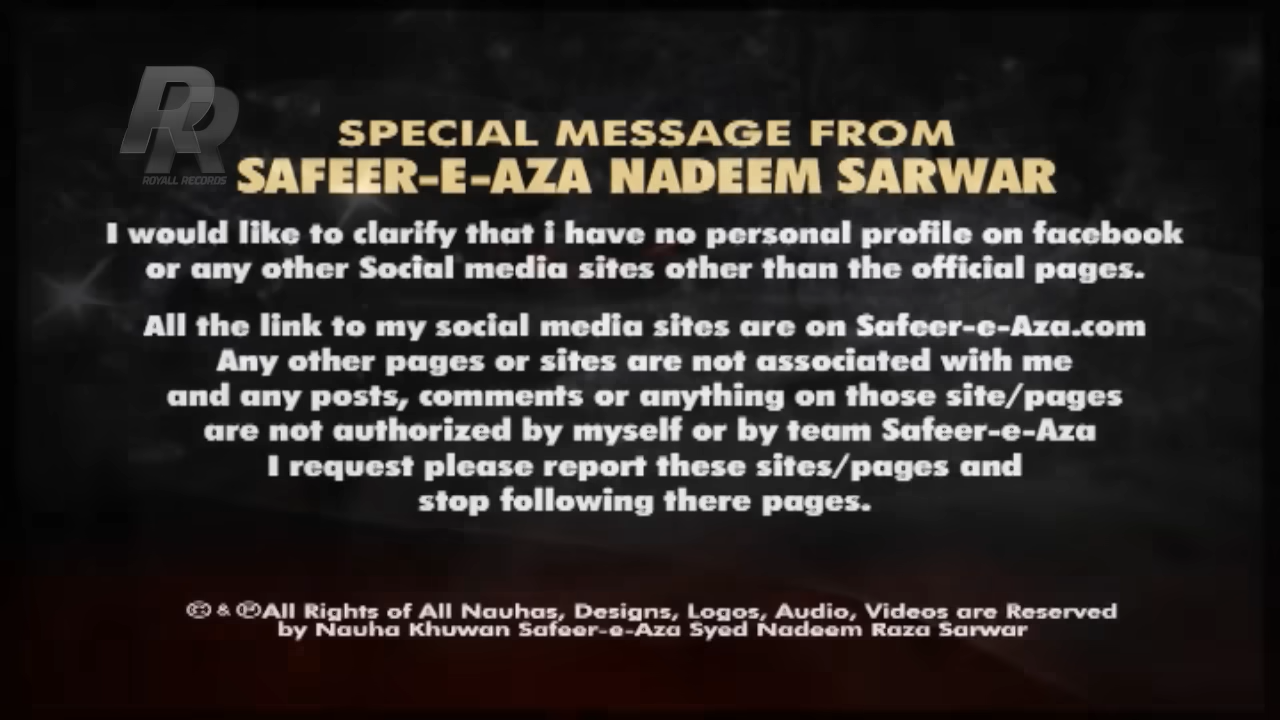 RR
ROYALL RECORDS
SPECIAL MESSAGE FROM
SAFEER-E-AZA NADEEM SARWAR
I would like to clarify that i have no personal profile on facebook
or any other Social media sites other than the official pages.
All the link to my social media sites are on Safeer-e-Aza.com
Any other pages or sites are not associated with me
and any posts, comments or anything on those site/pages
are not authorized by myself or by team Safeer-e-Aza
I request please report these sites/pages and
stop following there pages.
© & ℗All Rights of All Nauhas, Designs, Logos, Audio, Videos are Reserved
by Nauha Khuwan Safeer-e-Aza Syed Nadeem Raza Sarwar